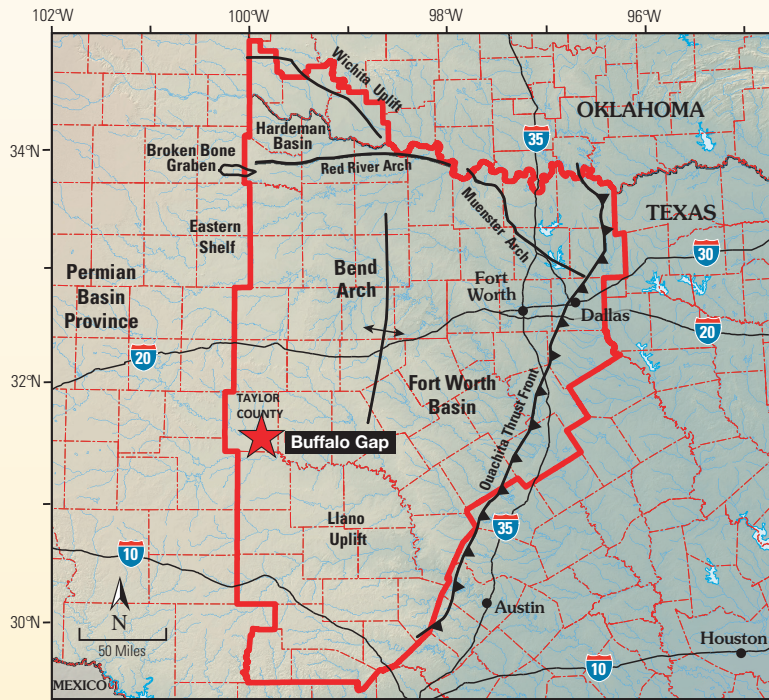 102°W
100°W
98°W
96°W
Wichita Uplift
OKLAHOMA
35
Hardeman
Basin
34°N
Broken Bone
Graben
Red River Arch
Muenster Arch
TEXAS
Eastern
Shelf
30
Permian
Basin
Province
Bend
Arch
Fort
Worth
Dallas
20
20
32°N
Fort Worth
Basin
Ouachita Thrust Front
TAYLOR
COUNTY
Buffalo Gap
Llano
Uplift
35
10
30°N
N
50 Miles
Austin
Houston
10
MEXICO